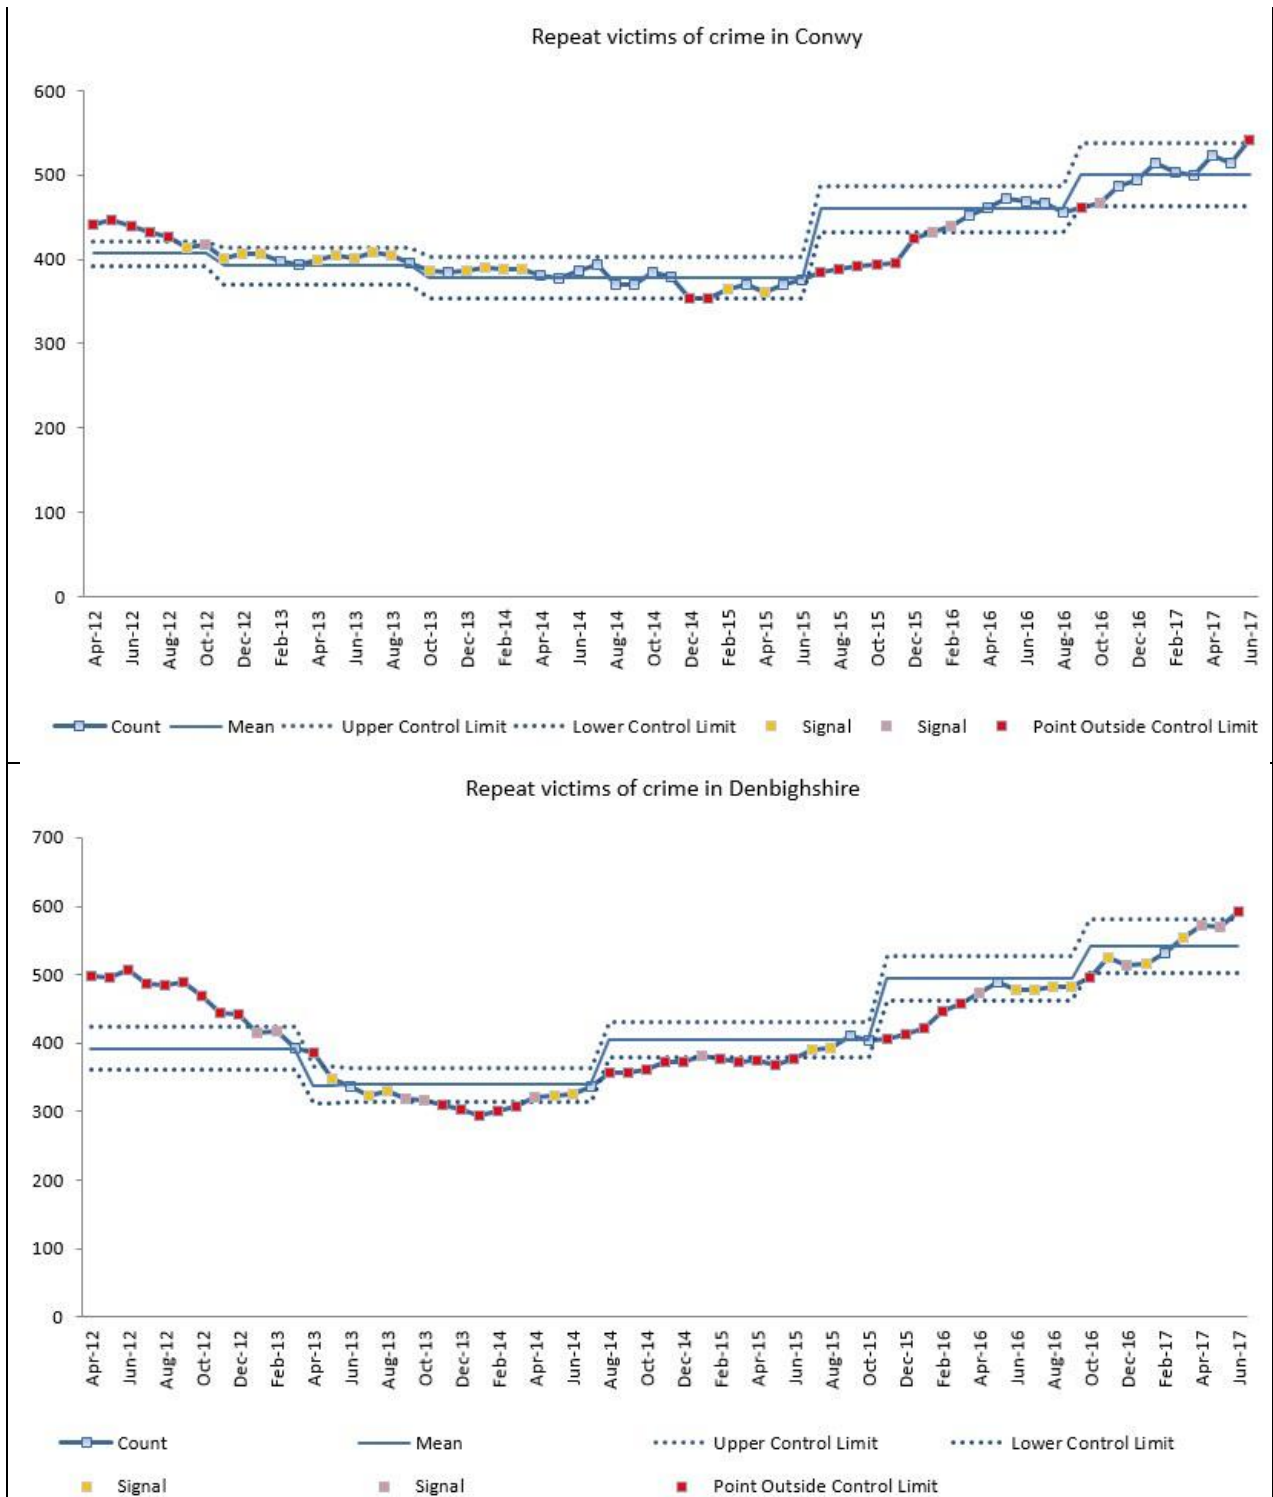 Repeat victims of crime in Conwy
600
500
400
300
200
100
0
Apr-12 Jun-12 Aug-12 Oct-12 Dec-12 Feb-13 Apr-13 Jun-13 Aug-13 Oct-13 Dec-13 Feb-14 Apr-14 Jun-14 Aug-14 Oct-14 Dec-14 Feb-15 Apr-15 Jun-15 Aug-15 Oct-15 Dec-15 Feb-16 Apr-16 Jun-16 Aug-16 Oct-16 Dec-16 Feb-17 Apr-17 Jun-17
Count Mean Upper Control Limit Lower Control Limit Signal Signal Point Outside Control Limit
Repeat victims of crime in Denbighshire
700
600
500
400
300
200
100
0
Apr-12 Jun-12 Aug-12 Oct-12 Dec-12 Feb-13 Apr-13 Jun-13 Aug-13 Oct-13 Dec-13 Feb-14 Apr-14 Jun-14 Aug-14 Oct-14 Dec-14 Feb-15 Apr-15 Jun-15 Aug-15 Oct-15 Dec-15 Feb-16 Apr-16 Jun-16 Aug-16 Oct-16 Dec-16 Feb-17 Apr-17 Jun-17
Count Mean Upper Control Limit Lower Control Limit
Signal Signal Point Outside Control Limit